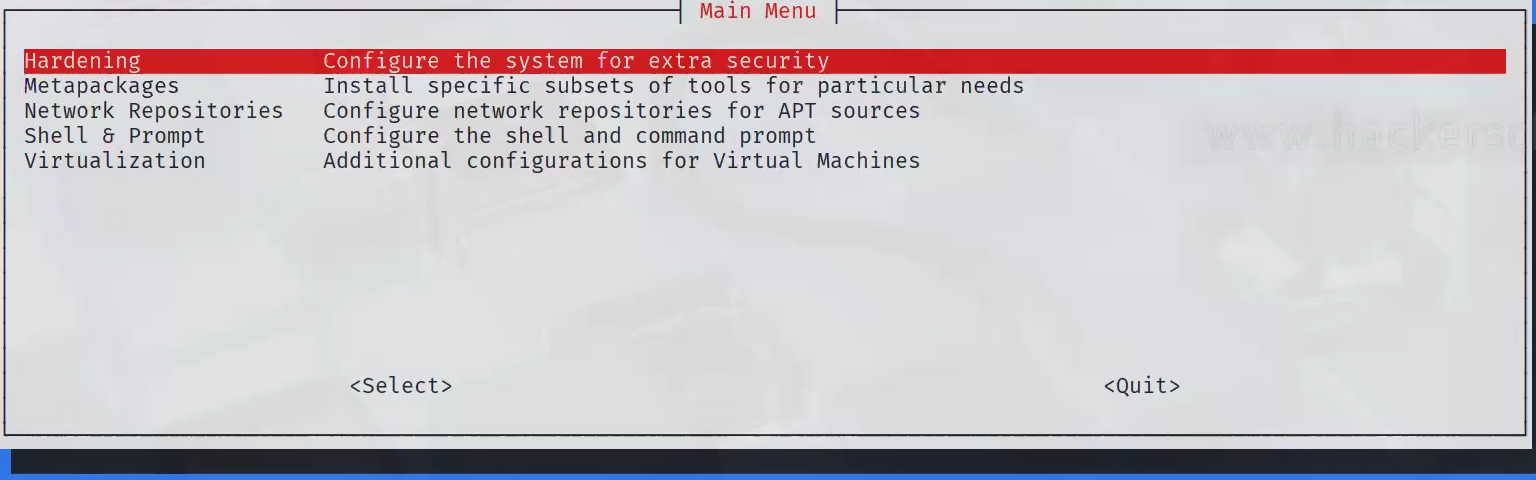 Main Menu
Hardening Configure the system for extra security
Metapackages Install specific subsets of tools for particular needs
Network Repositories Configure network repositories for APT sources
Shell & Prompt Configure the shell and command prompt
www.hackersc
Virtualization Additional configurations for Virtual Machines
<Select> <Quit>